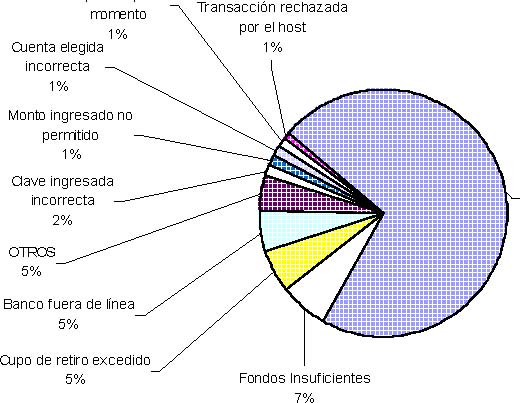 momento
1%
Transacción rechazada
por el host
1%
Cuenta elegida
incorrecta
1%
Monto ingresado no
permitido
1%
Clave ingresada
incorrecta
2%
OTROS
5%
Banco fuera de línea
5%
Cupo de retiro excedido
5%
Fondos Insuficientes
7%